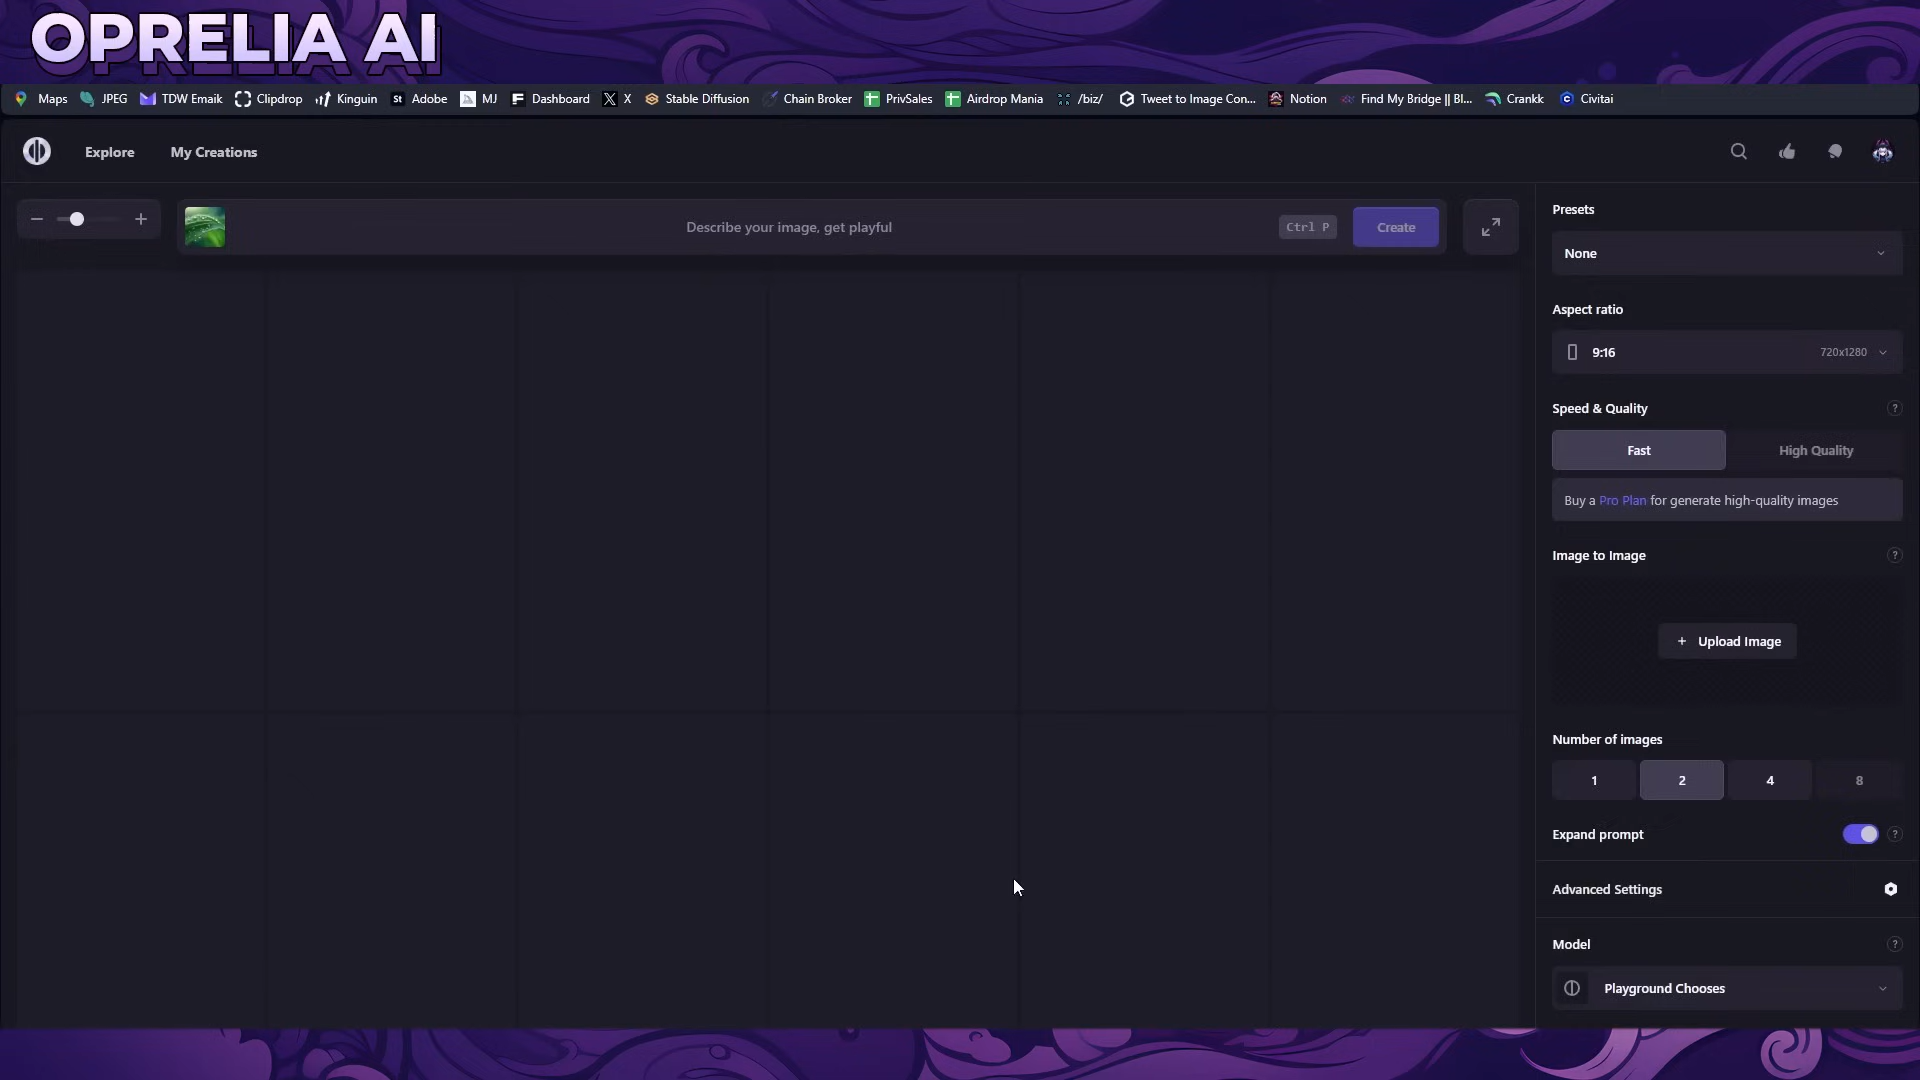 OPRELIA AI
Maps JPEG TDW Emaik Clipdrop Kinguin St Adobe MJ Dashboard X Stable Diffusion Chain Broker PrivSales Airdrop Mania /biz/ Tweet to Image Con... Notion Find My Bridge || Bl... Crankk Civitai
Explore My Creations
Describe your image, get playful Ctrl P Create
Presets
None
Aspect ratio
9:16 720x1280
Speed & Quality ?
Fast High Quality
Buy a Pro Plan for generate high-quality images
Image to Image ?
+ Upload Image
Number of images
1 2 4 8
Expand prompt ?
Advanced Settings
Model ?
Playground Chooses